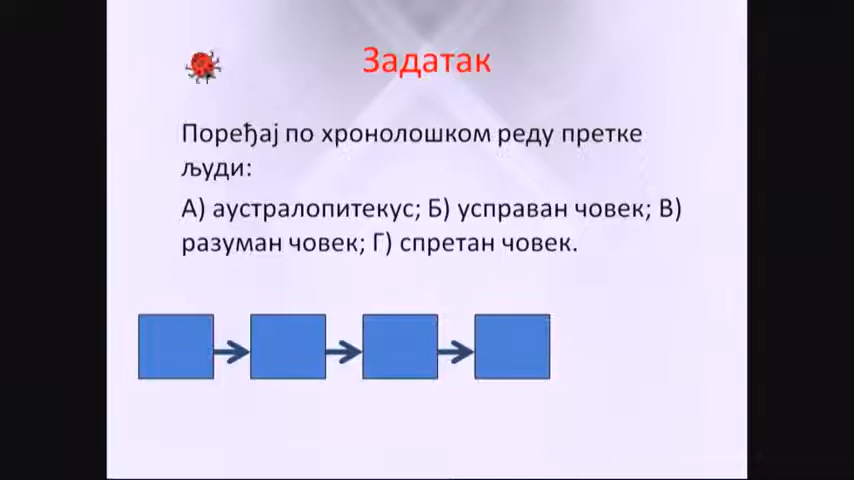 Задатак
Поређај по хронолошком реду претке
људи:
А) аустралопитекус; Б) усправан човек; В)
разуман човек; Г) спретан човек.